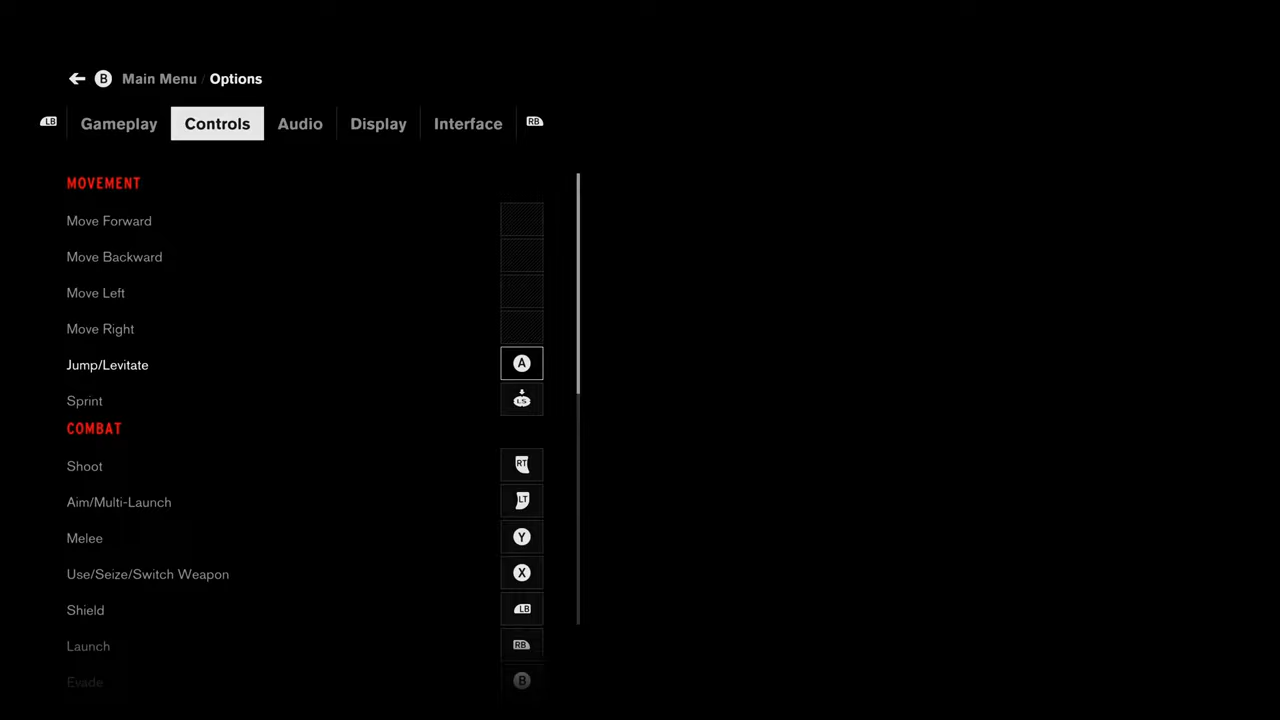 B Main Menu / Options
LB Gameplay Controls Audio Display Interface RB
MOVEMENT
Move Forward
Move Backward
Move Left
Move Right
Jump/Levitate A
Sprint LS
COMBAT
Shoot RT
Aim/Multi-Launch LT
Melee Y
Use/Seize/Switch Weapon X
Shield LB
Launch RB
Evade B